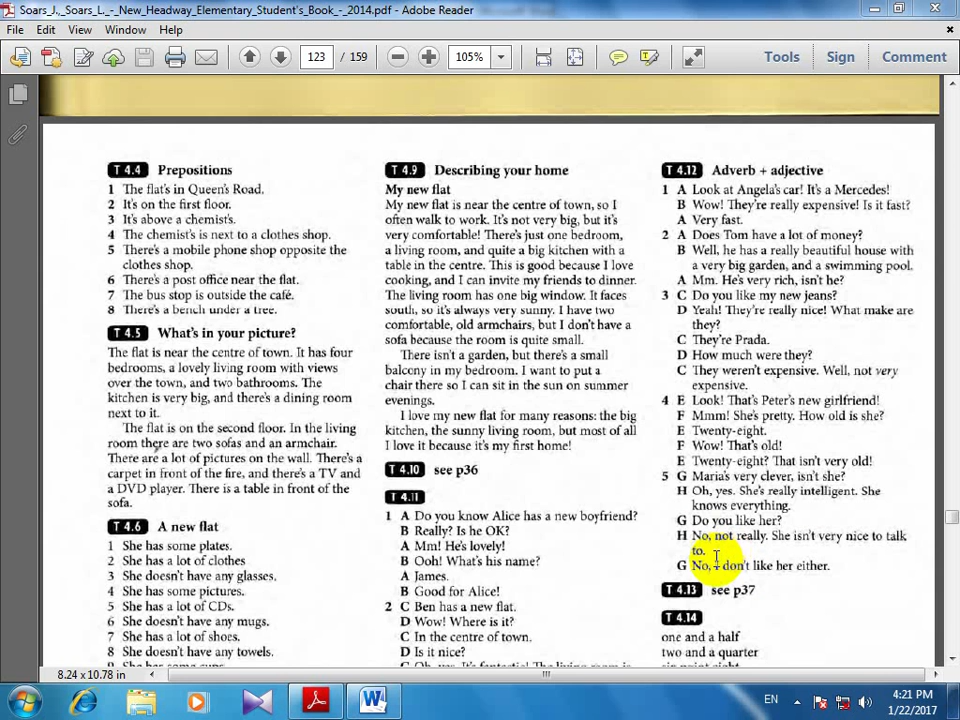 Soars_J.,_Soars_L._-_New_Headway_Elementary_Student's_Book_-_2014.pdf - Adobe Reader
File Edit View Window Help
123 / 159
105%
Tools Sign Comment
T 4.4 Prepositions
1 The flat's in Queen's Road.
2 It's on the first floor.
3 It's above a chemist's.
4 The chemist's is next to a clothes shop.
5 There's a mobile phone shop opposite the
clothes shop.
6 There's a post office near the flat.
7 The bus stop is outside the café.
8 There's a bench under a tree.
T 4.5 What's in your picture?
The flat is near the centre of town. It has four
bedrooms, a lovely living room with views
over the town, and two bathrooms. The
kitchen is very big, and there's a dining room
next to it.
The flat is on the second floor. In the living
room there are two sofas and an armchair.
There are a lot of pictures on the wall. There's a
carpet in front of the fire, and there's a TV and
a DVD player. There is a table in front of the
sofa.
T 4.6 A new flat
1 She has some plates.
2 She has a lot of clothes
3 She doesn't have any glasses.
4 She has some pictures.
5 She has a lot of CDs.
6 She doesn't have any mugs.
7 She has a lot of shoes.
8 She doesn't have any towels.
9 She has some cups.
T 4.9 Describing your home
My new flat
My new flat is near the centre of town, so I
often walk to work. It's not very big, but it's
very comfortable! There's just one bedroom,
a living room, and quite a big kitchen with a
table in the centre. This is good because I love
cooking, and I can invite my friends to dinner.
The living room has one big window. It faces
south, so it's always very sunny. I have two
comfortable, old armchairs, but I don't have a
sofa because the room is quite small.
There isn't a garden, but there's a small
balcony in my bedroom. I want to put a
chair there so I can sit in the sun on summer
evenings.
I love my new flat for many reasons: the big
kitchen, the sunny living room, but most of all
I love it because it's my first home!
T 4.10 see p36
T 4.11
1 A Do you know Alice has a new boyfriend?
B Really? Is he OK?
A Mm! He's lovely!
B Ooh! What's his name?
A James.
B Good for Alice!
2 C Ben has a new flat.
D Wow! Where is it?
C In the centre of town.
D Is it nice?
C Oh, yes. It's fantastic! The living room is
T 4.12 Adverb + adjective
1 A Look at Angela's car! It's a Mercedes!
B Wow! They're really expensive! Is it fast?
A Very fast.
2 A Does Tom have a lot of money?
B Well, he has a really beautiful house with
a very big garden, and a swimming pool.
A Mm. He's very rich, isn't he?
3 C Do you like my new jeans?
D Yeah! They're really nice! What make are
they?
C They're Prada.
D How much were they?
C They weren't expensive. Well, not very
expensive.
4 E Look! That's Peter's new girlfriend!
F Mmm! She's pretty. How old is she?
E Twenty-eight.
F Wow! That's old!
E Twenty-eight? That isn't very old!
5 G Maria's very clever, isn't she?
H Oh, yes. She's really intelligent. She
knows everything.
G Do you like her?
H No, not really. She isn't very nice to talk
to.
G No, I don't like her either.
T 4.13 see p37
T 4.14
one and a half
two and a quarter
six point eight
8.24 x 10.78 in
EN
4:21 PM
1/22/2017